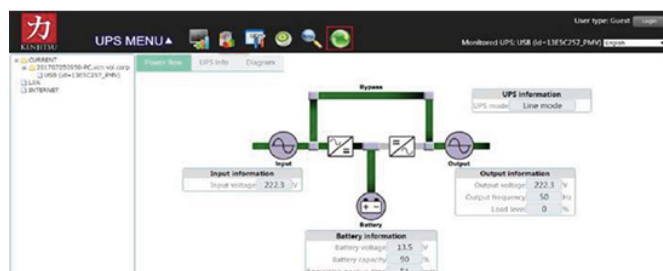 力
KENJITSU
UPS MENU▲
User type: Guest
Login
Monitored UPS: USB (id=13E5C257_PMV)
English
CURRENT
USB (id=13E5C257_PMV)
LAN
INTERNET
Power flow
UPS Info
Diagram
Bypass
UPS information
UPS mode Line mode
Input
Output
Input information
Input voltage 222.3 V
Output information
Output voltage 222.3 V
Output frequency 50 Hz
Load level 0 %
Battery
Battery information
Battery voltage 13.5 V
Battery capacity 90 %